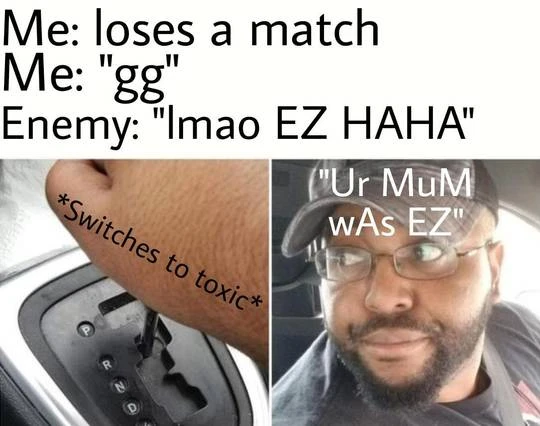 Me: loses a match
Me: "gg"
Enemy: "lmao EZ HAHA"
*Switches to toxic*
"Ur MuM
wAs EZ"
P
R
N
D